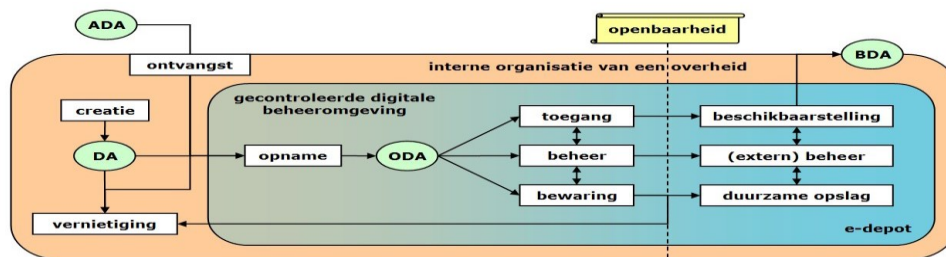 ADA
openbaarheid
BDA
ontvangst
interne organisatie van een overheid
gecontroleerde digitale
beheeromgeving
creatie
toegang
beschikbaarstelling
DA
opname
ODA
beheer
(extern) beheer
bewaring
duurzame opslag
vernietiging
e-depot